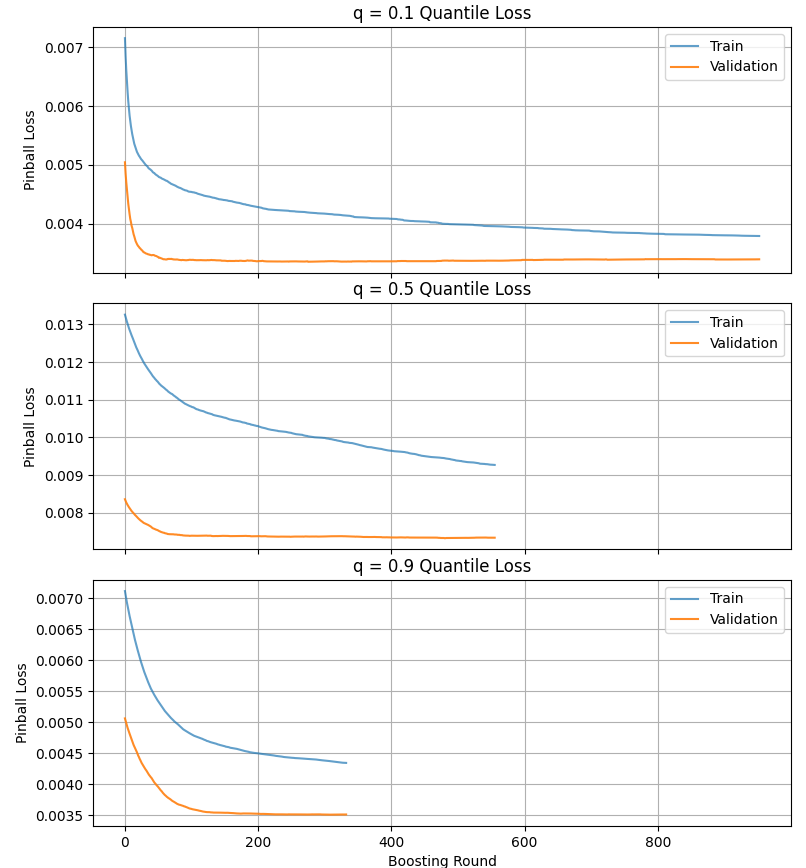 q = 0.1 Quantile Loss
0.007
0.006
0.005
0.004
Pinball Loss
Train
Validation
q = 0.5 Quantile Loss
0.013
0.012
0.011
0.010
0.009
0.008
Pinball Loss
Train
Validation
q = 0.9 Quantile Loss
0.0070
0.0065
0.0060
0.0055
0.0050
0.0045
0.0040
0.0035
Pinball Loss
Train
Validation
0 200 400 600 800
Boosting Round